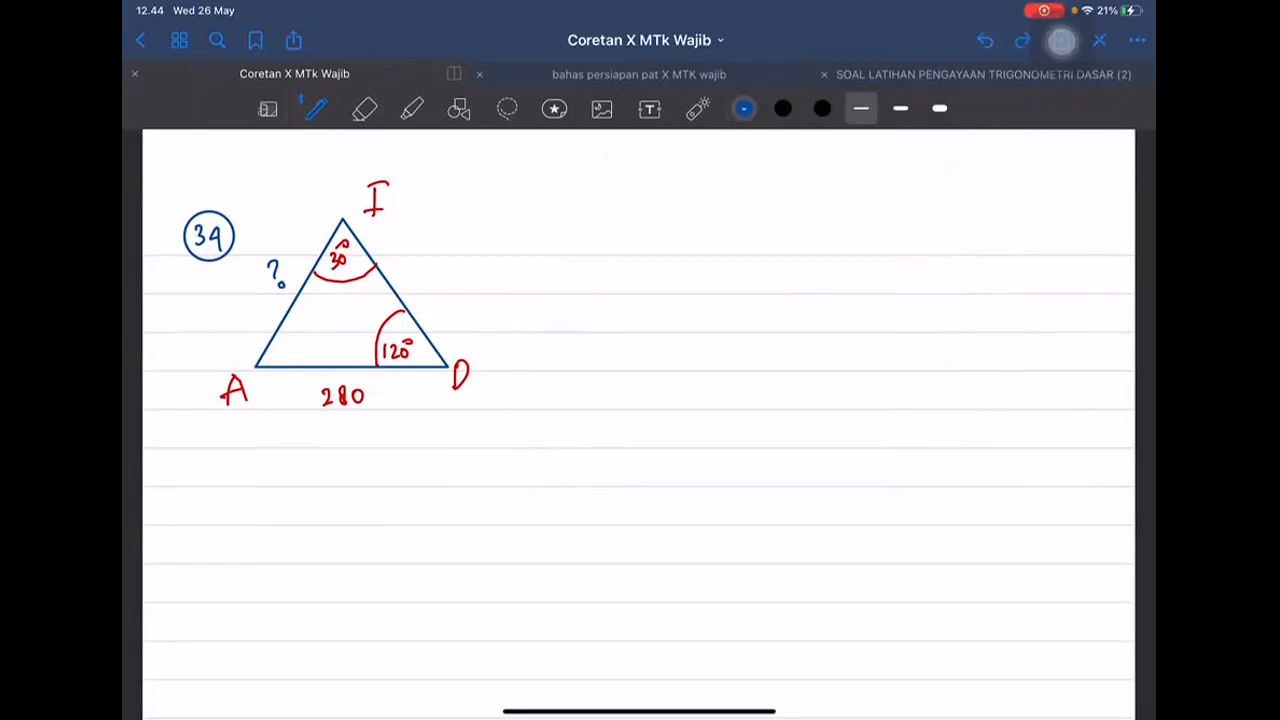 12.44 Wed 26 May
21%
Coretan X MTk Wajib
Coretan X MTk Wajib
bahas persiapan pat X MTK wajib
SOAL LATIHAN PENGAYAAN TRIGONOMETRI DASAR (2)
I
34
30°
?
120°
A
D
280